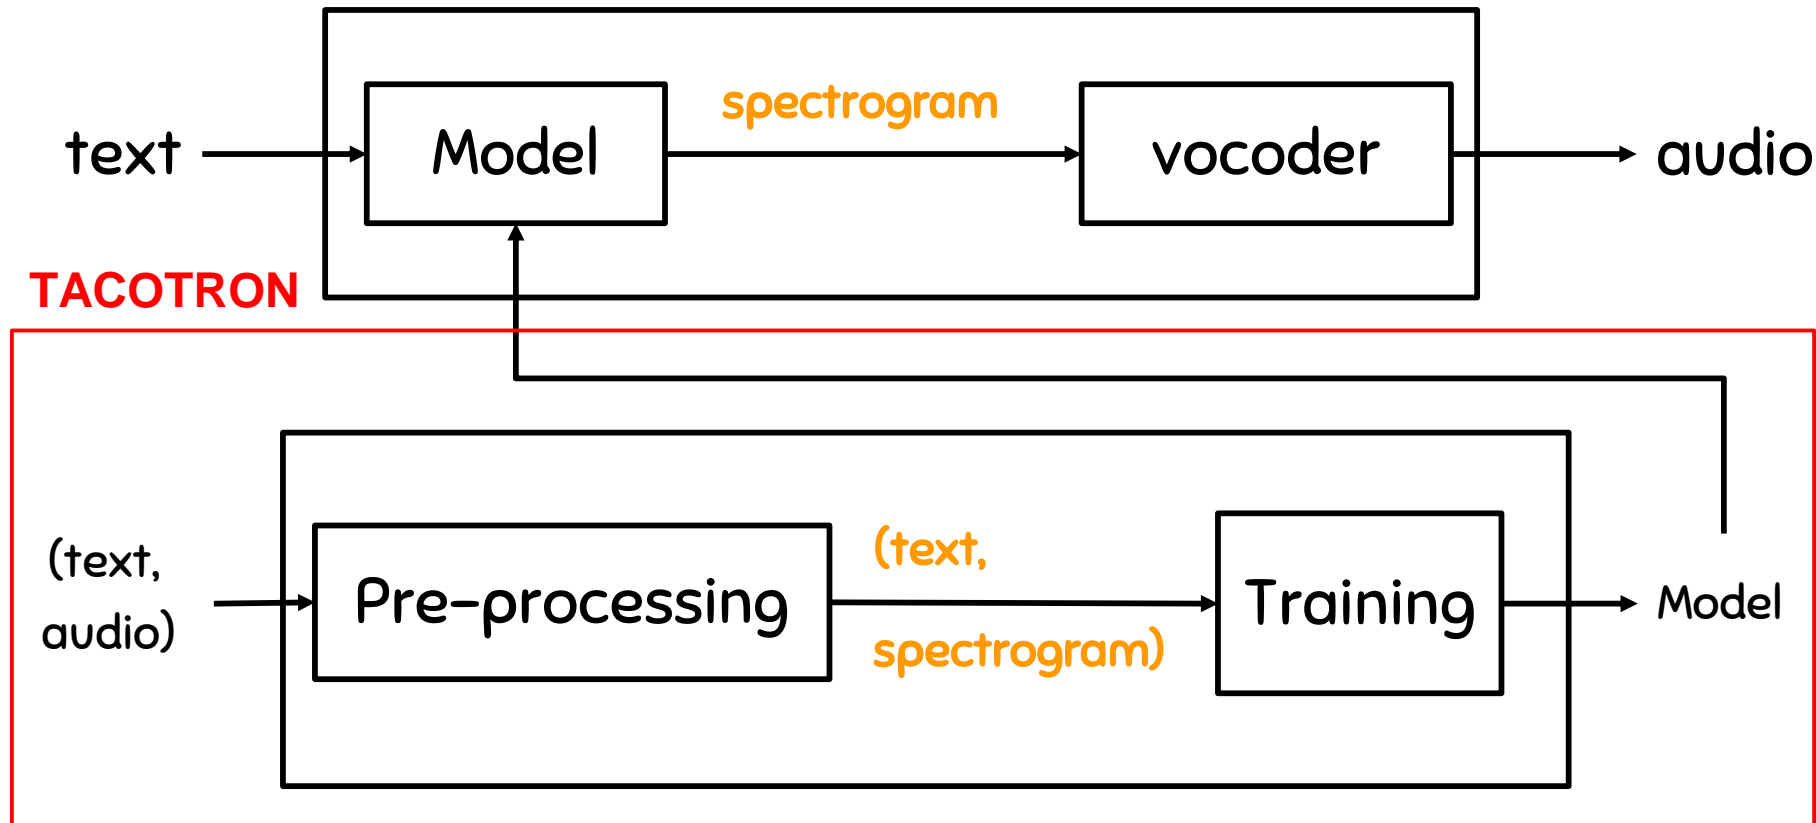 spectrogram
text
Model
vocoder
audio
TACOTRON
(text,
audio)
Pre-processing
(text,
spectrogram)
Training
Model